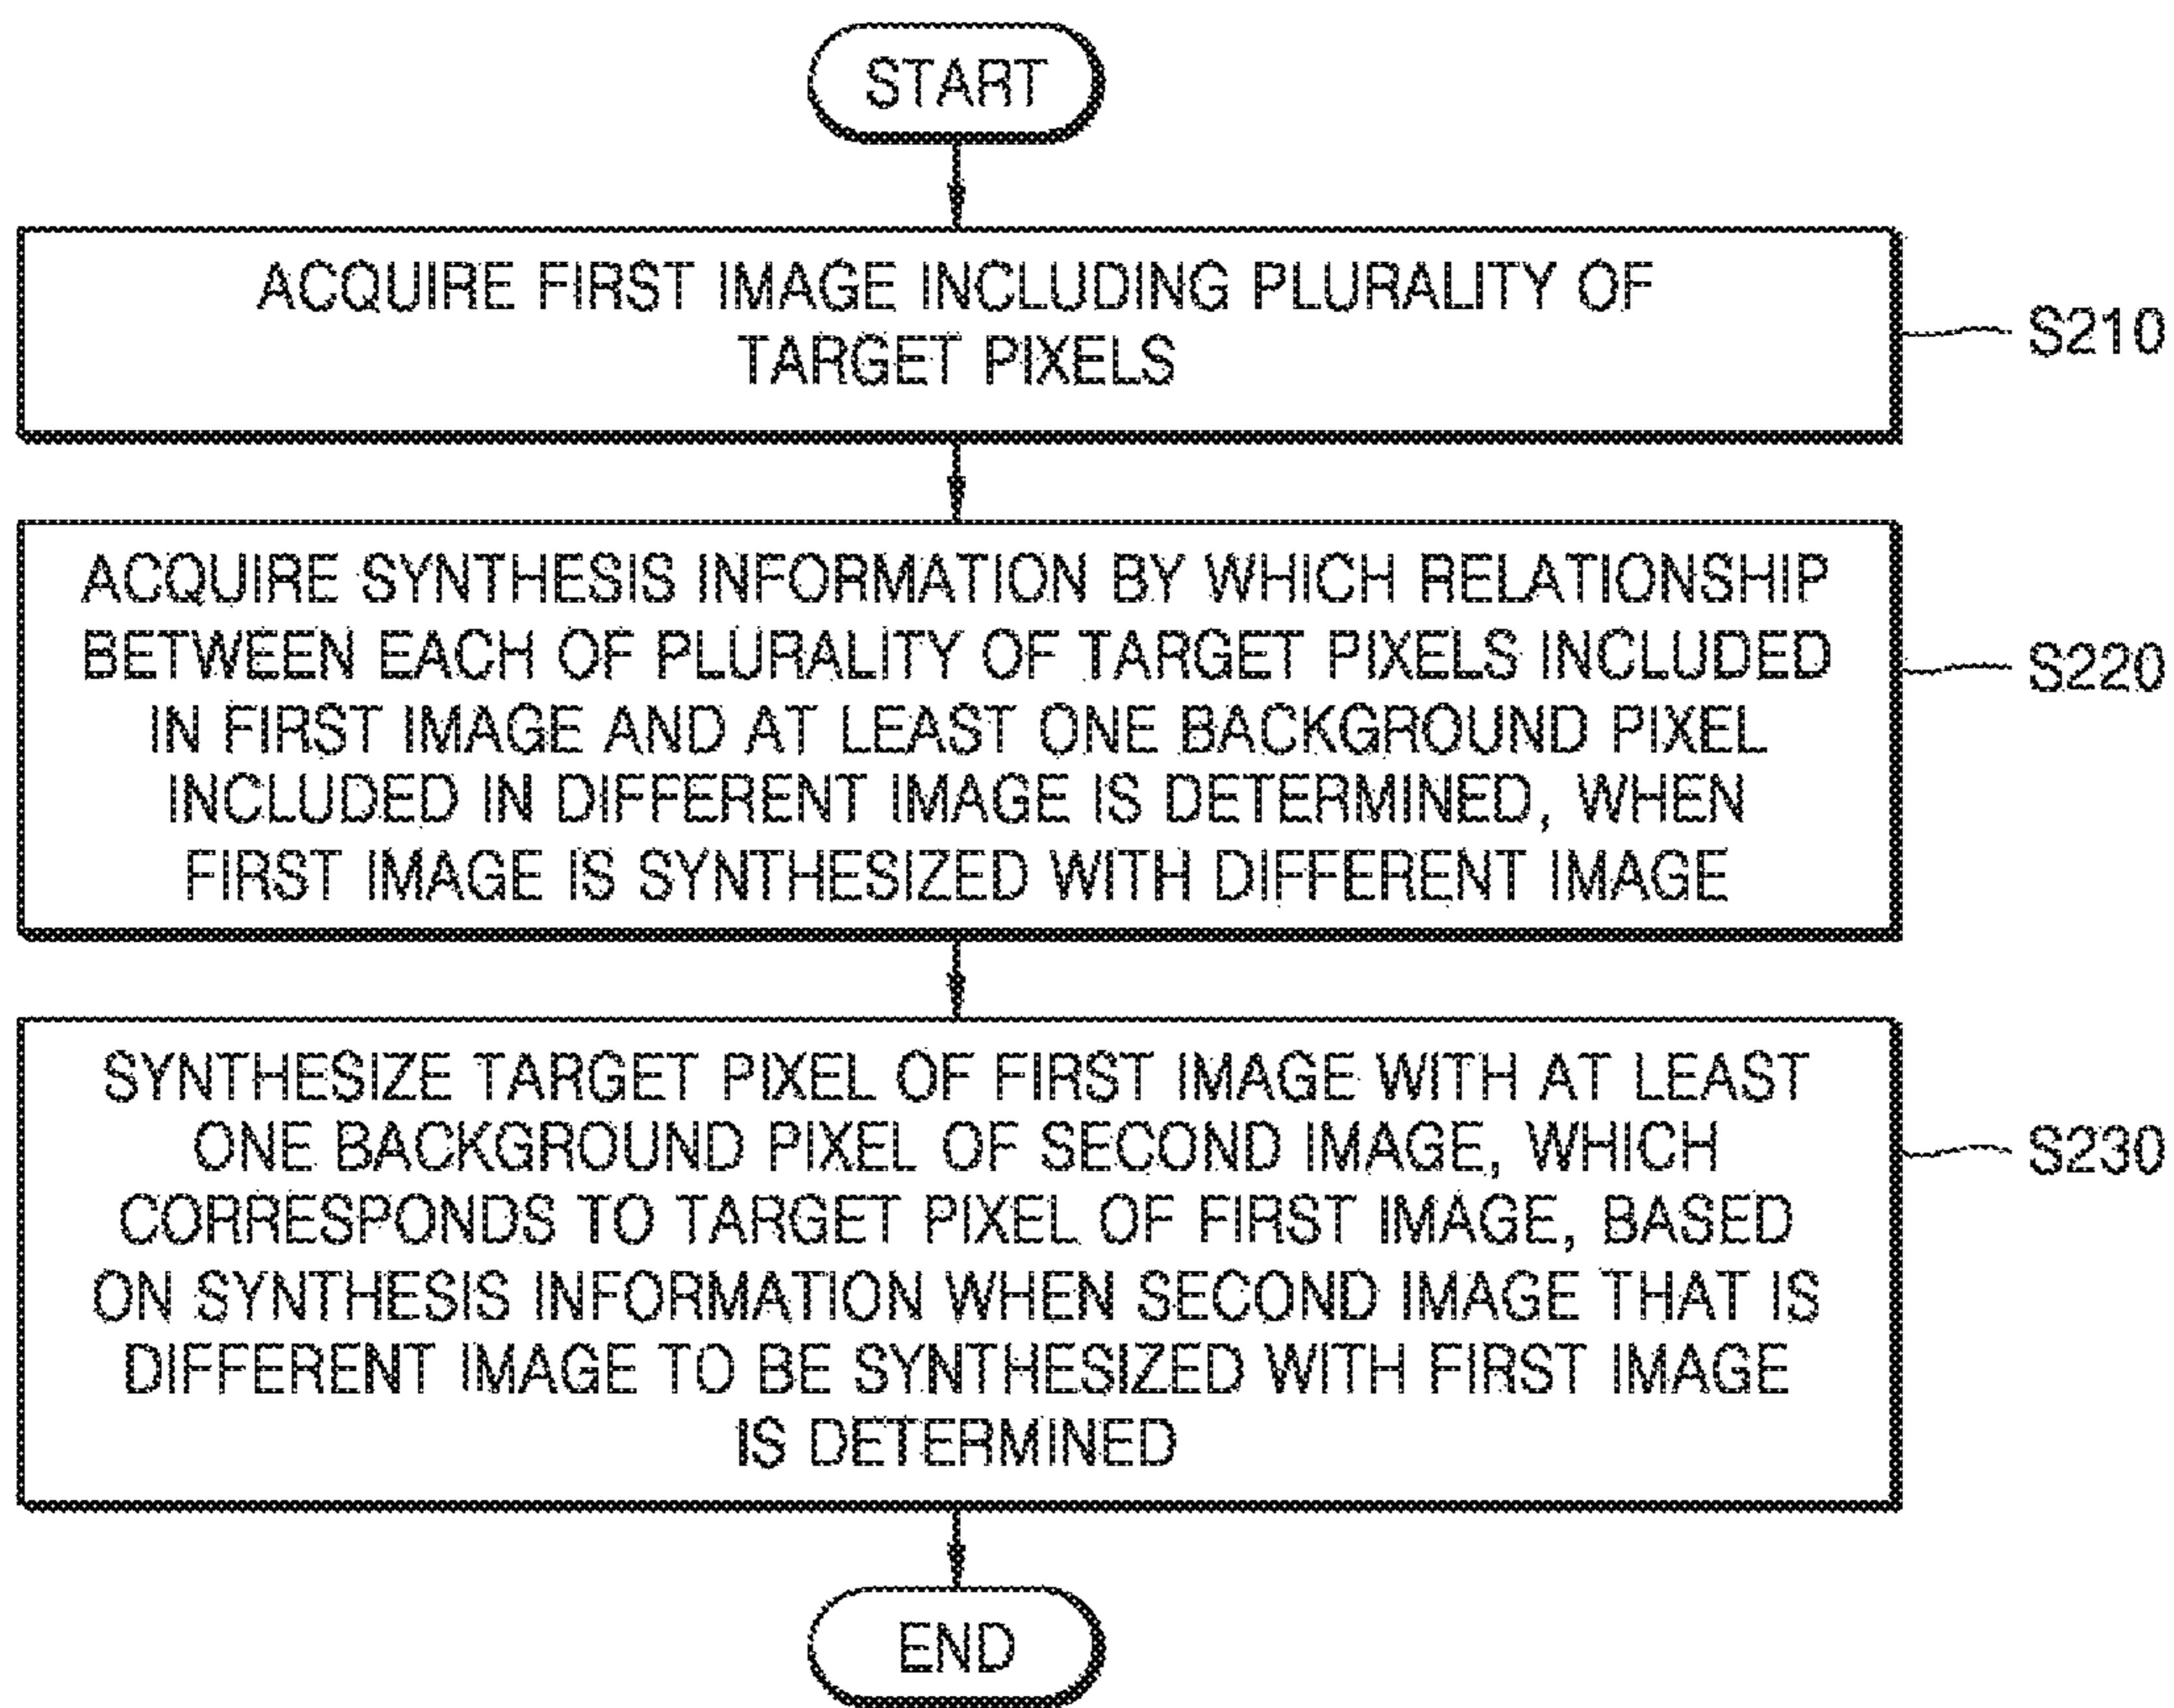 START
ACQUIRE FIRST IMAGE INCLUDING PLURALITY OF
TARGET PIXELS
S210
ACQUIRE SYNTHESIS INFORMATION BY WHICH RELATIONSHIP
BETWEEN EACH OF PLURALITY OF TARGET PIXELS INCLUDED
IN FIRST IMAGE AND AT LEAST ONE BACKGROUND PIXEL
INCLUDED IN DIFFERENT IMAGE IS DETERMINED, WHEN
FIRST IMAGE IS SYNTHESIZED WITH DIFFERENT IMAGE
S220
SYNTHESIZE TARGET PIXEL OF FIRST IMAGE WITH AT LEAST
ONE BACKGROUND PIXEL OF SECOND IMAGE, WHICH
CORRESPONDS TO TARGET PIXEL OF FIRST IMAGE, BASED
ON SYNTHESIS INFORMATION WHEN SECOND IMAGE THAT IS
DIFFERENT IMAGE TO BE SYNTHESIZED WITH FIRST IMAGE
IS DETERMINED
S230
END